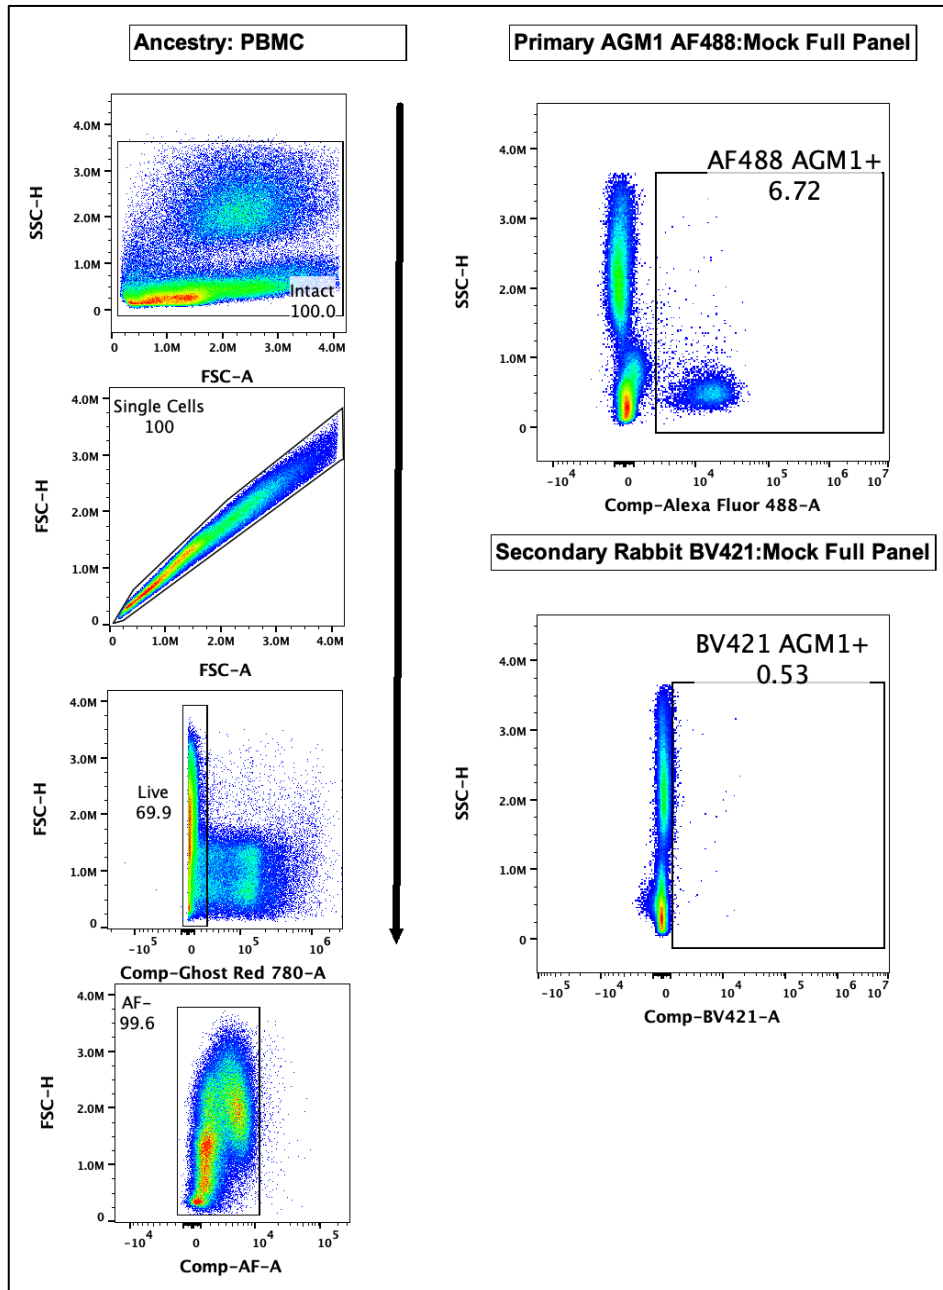 Ancestry: PBMC
4.0M
3.0M
2.0M
1.0M
0
SSC-H
Intact
100.0
0 1.0M 2.0M 3.0M 4.0M
FSC-A
4.0M
3.0M
2.0M
1.0M
0
FSC-H
Single Cells
100
0 1.0M 2.0M 3.0M 4.0M
FSC-A
4.0M
3.0M
2.0M
1.0M
0
FSC-H
Live
69.9
-10^5 0 10^5 10^6
Comp-Ghost Red 780-A
4.0M
3.0M
2.0M
1.0M
0
FSC-H
AF-
99.6
-10^4 0 10^4 10^5
Comp-AF-A
Primary AGM1 AF488:Mock Full Panel
4.0M
3.0M
2.0M
1.0M
0
SSC-H
AF488 AGM1+
6.72
-10^4 0 10^4 10^5 10^6 10^7
Comp-Alexa Fluor 488-A
Secondary Rabbit BV421:Mock Full Panel
4.0M
3.0M
2.0M
1.0M
0
SSC-H
BV421 AGM1+
0.53
-10^5 -10^4 0 10^4 10^5 10^6 10^7
Comp-BV421-A